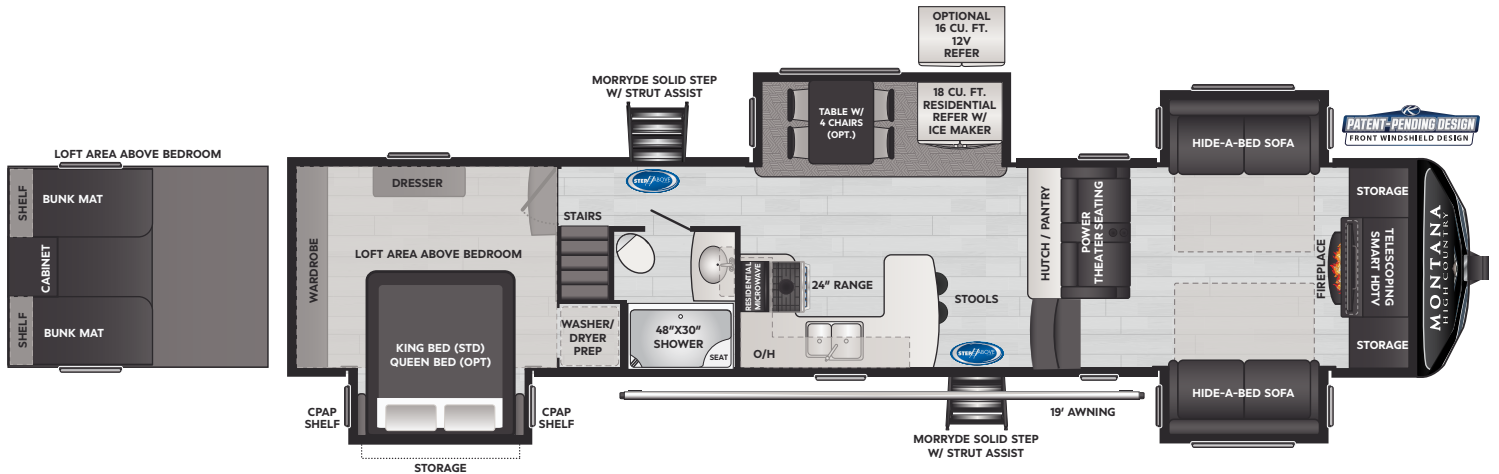 OPTIONAL
16 CU. FT.
12V
REFER
MORRYDE SOLID STEP
W/ STRUT ASSIST
TABLE W/
4 CHAIRS
(OPT.)
18 CU. FT.
RESIDENTIAL
REFER W/
ICE MAKER
HIDE-A-BED SOFA
PATENT-PENDING DESIGN
FRONT WINDSHIELD DESIGN
LOFT AREA ABOVE BEDROOM
SHELF
BUNK MAT
CABINET
SHELF
BUNK MAT
WARDROBE
DRESSER
LOFT AREA ABOVE BEDROOM
KING BED (STD)
QUEEN BED (OPT)
CPAP
SHELF
CPAP
SHELF
STORAGE
STAIRS
STEP ABOVE
WASHER/
DRYER
PREP
48"X30"
SHOWER
SEAT
RESIDENTIAL
MICROWAVE
24" RANGE
O/H
STOOLS
STEP ABOVE
HUTCH / PANTRY
POWER
THEATER SEATING
19' AWNING
MORRYDE SOLID STEP
W/ STRUT ASSIST
HIDE-A-BED SOFA
STORAGE
FIREPLACE
TELESCOPING
SMART HDTV
STORAGE
MONTANA
HIGH COUNTRY